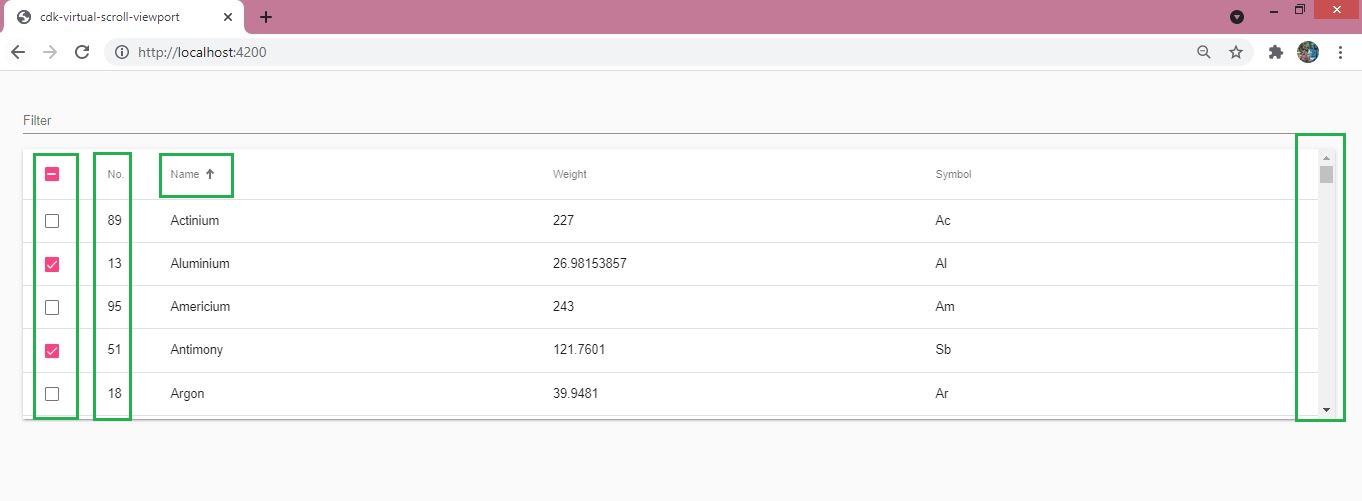 cdk-virtual-scroll-viewport
http://localhost:4200
Filter
No. Name Weight Symbol
89 Actinium 227 Ac
13 Aluminium 26.98153857 Al
95 Americium 243 Am
51 Antimony 121.7601 Sb
18 Argon 39.9481 Ar